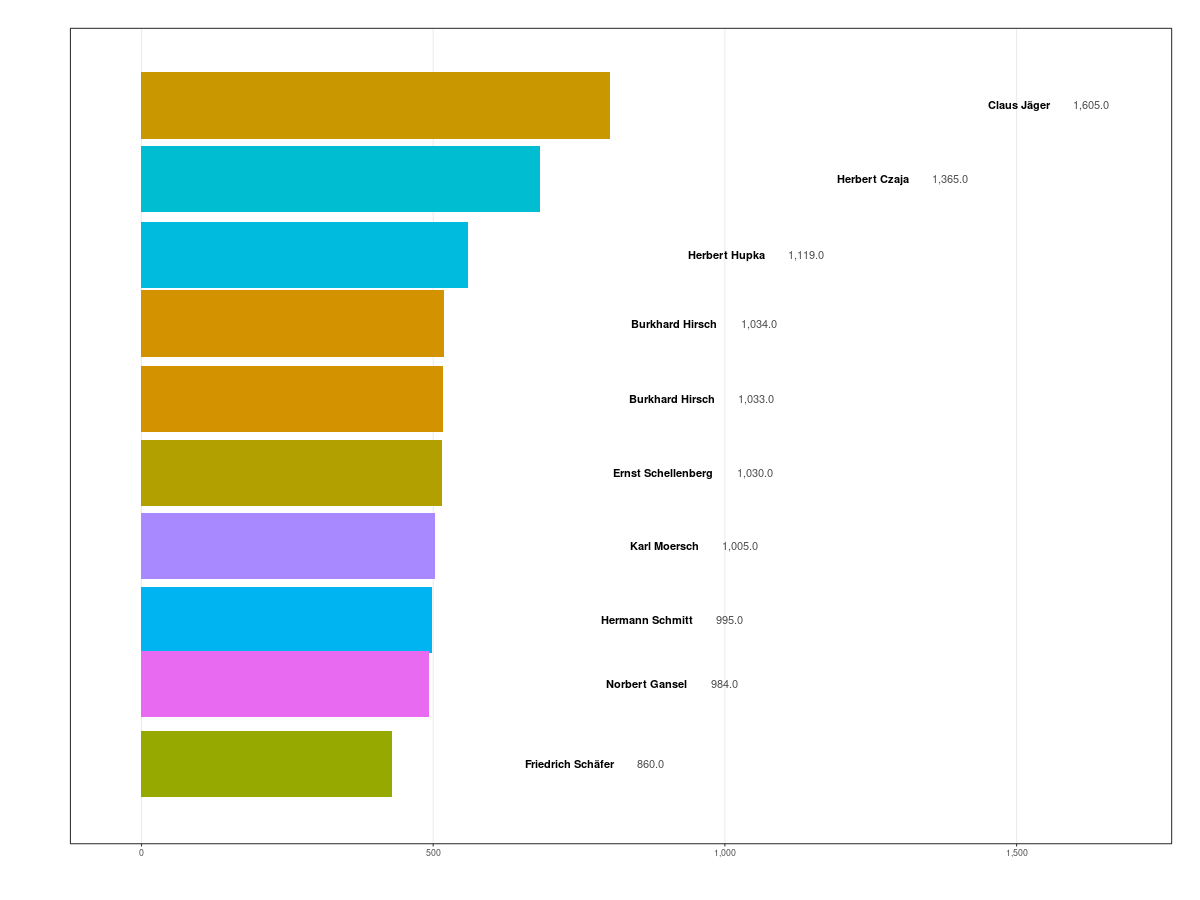 Claus Jäger 1,605.0
Herbert Czaja 1,365.0
Herbert Hupka 1,119.0
Burkhard Hirsch 1,034.0
Burkhard Hirsch 1,033.0
Ernst Schellenberg 1,030.0
Karl Moersch 1,005.0
Hermann Schmitt 995.0
Norbert Gansel 984.0
Friedrich Schäfer 860.0
0 500 1,000 1,500